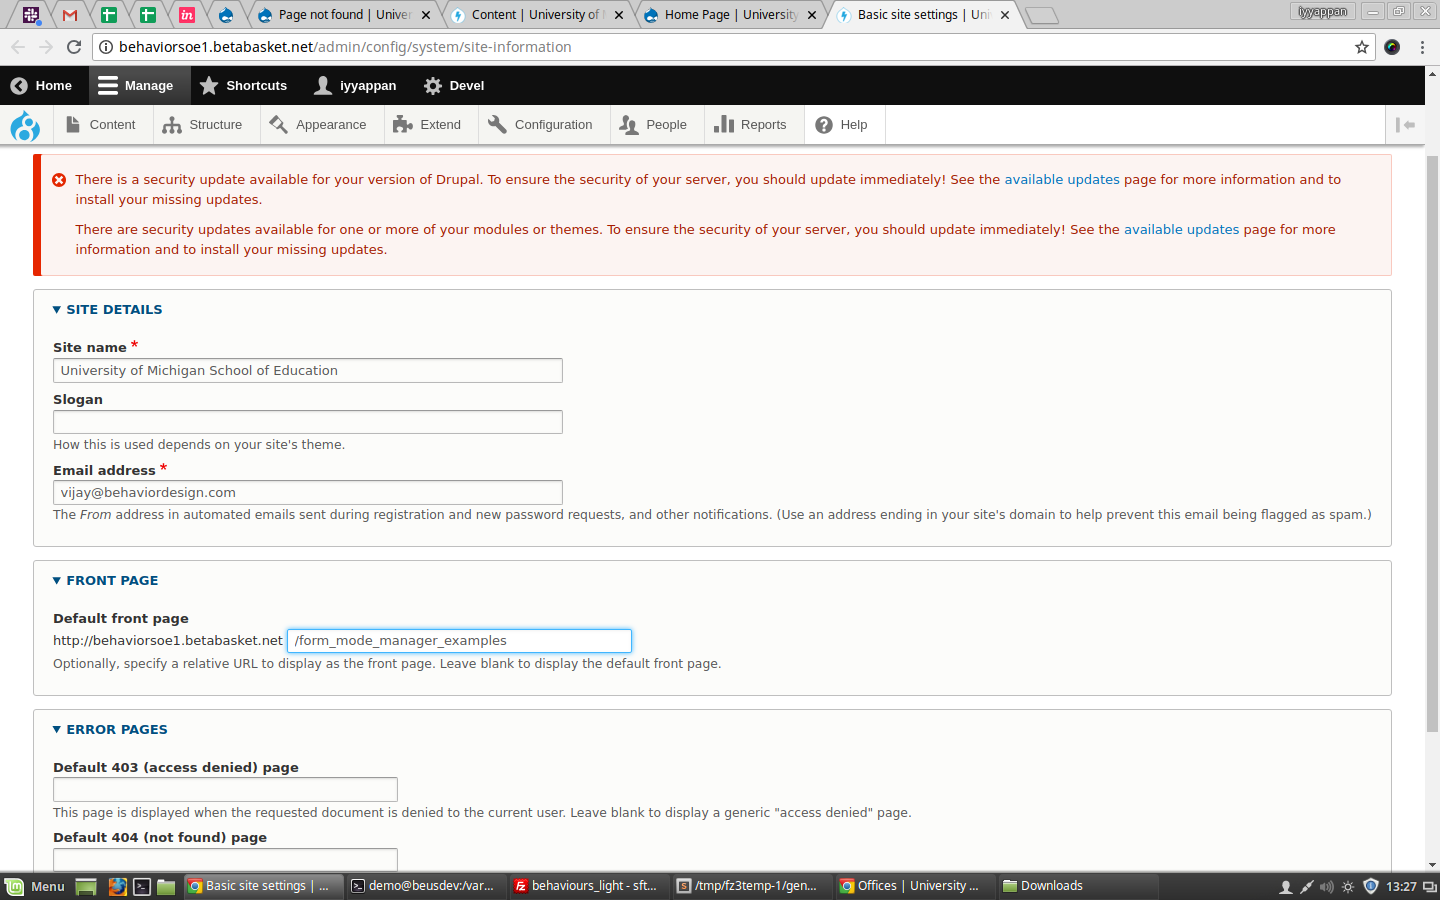 Page not found | Univer
Content | University of
Home Page | University
Basic site settings | Uni
iyyappan
behaviorsoe1.betabasket.net/admin/config/system/site-information
Home
Manage
Shortcuts
iyyappan
Devel
Content
Structure
Appearance
Extend
Configuration
People
Reports
Help
There is a security update available for your version of Drupal. To ensure the security of your server, you should update immediately! See the available updates page for more information and to
install your missing updates.
There are security updates available for one or more of your modules or themes. To ensure the security of your server, you should update immediately! See the available updates page for more
information and to install your missing updates.
SITE DETAILS
Site name *
University of Michigan School of Education
Slogan
How this is used depends on your site's theme.
Email address *
vijay@behaviordesign.com
The From address in automated emails sent during registration and new password requests, and other notifications. (Use an address ending in your site's domain to help prevent this email being flagged as spam.)
FRONT PAGE
Default front page
http://behaviorsoe1.betabasket.net /form_mode_manager_examples
Optionally, specify a relative URL to display as the front page. Leave blank to display the default front page.
ERROR PAGES
Default 403 (access denied) page
This page is displayed when the requested document is denied to the current user. Leave blank to display a generic "access denied" page.
Default 404 (not found) page
Menu
Basic site settings | ...
demo@beusdev:/var...
behaviours_light - sft...
/tmp/fz3temp-1/gen...
Offices | University ...
Downloads
13:27